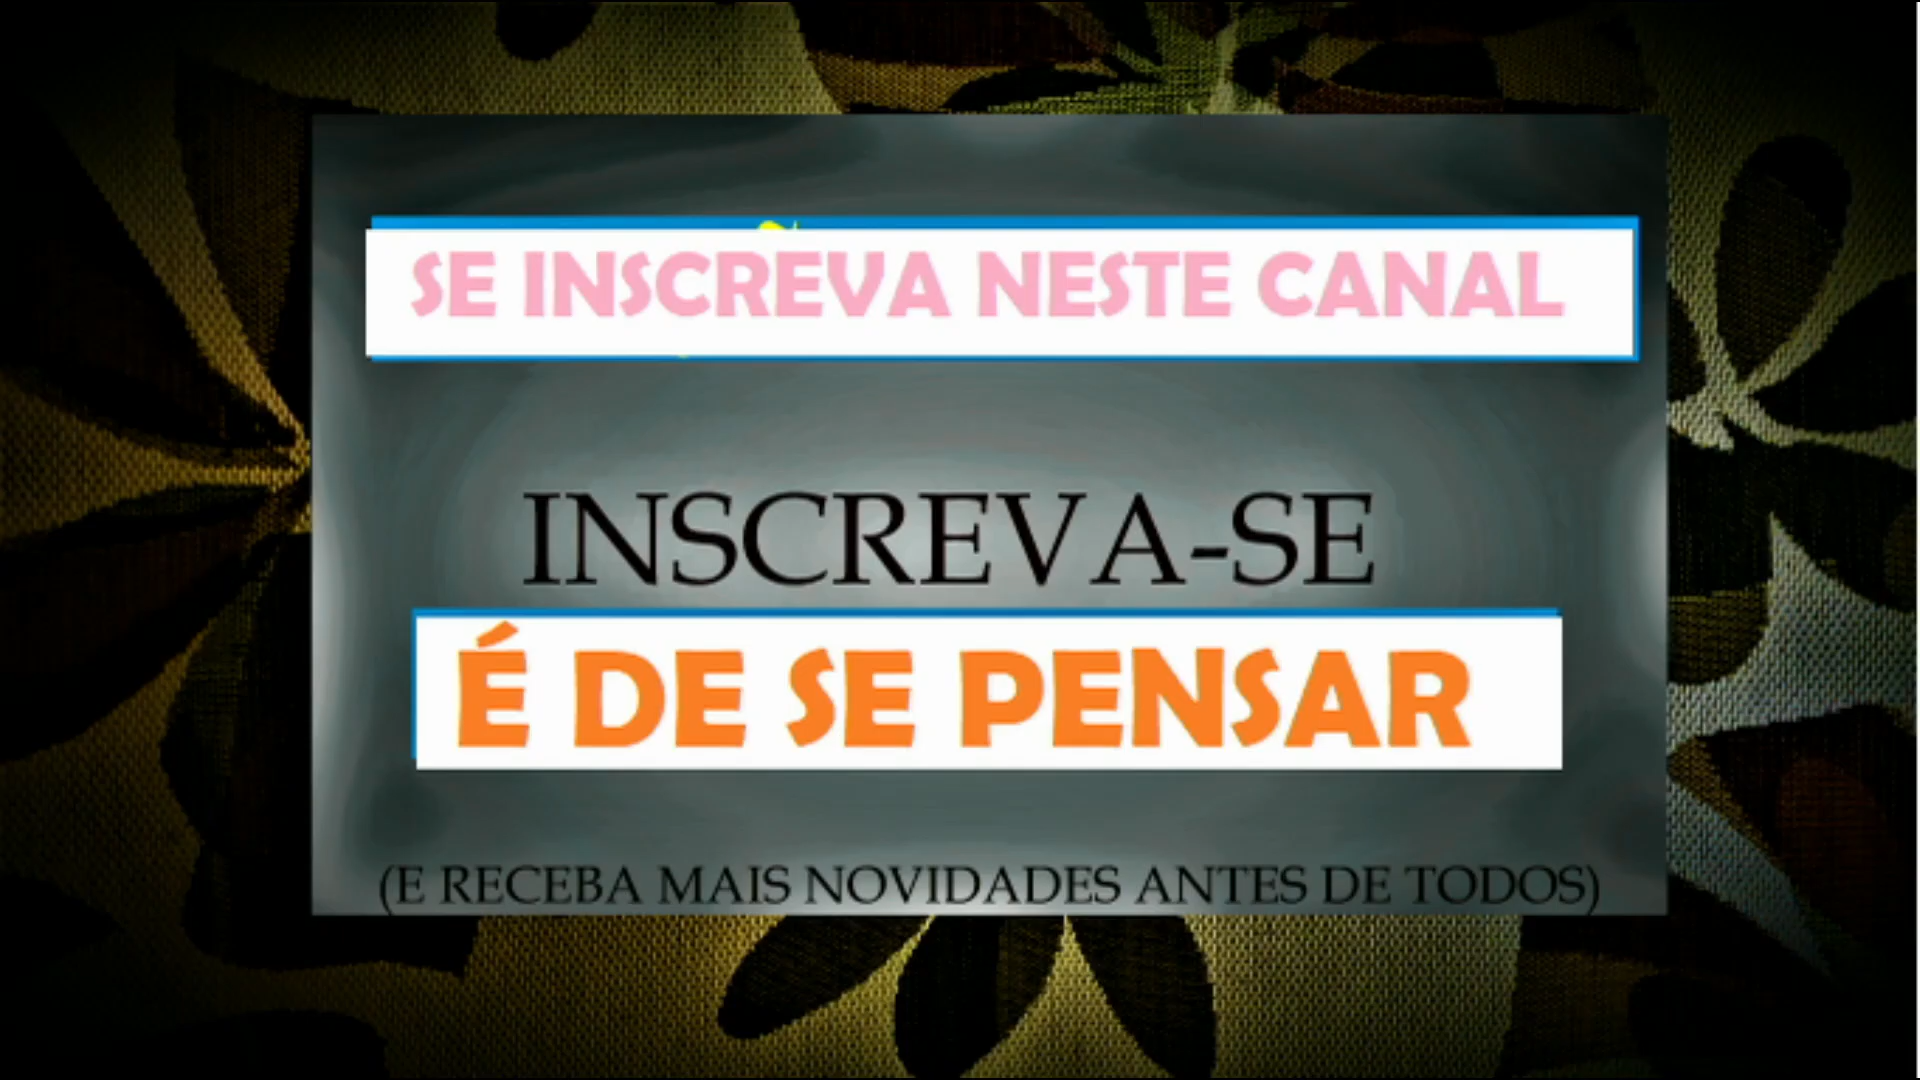 SE INSCREVA NESTE CANAL
INSCREVA-SE
É DE SE PENSAR
(E RECEBA MAIS NOVIDADES ANTES DE TODOS)